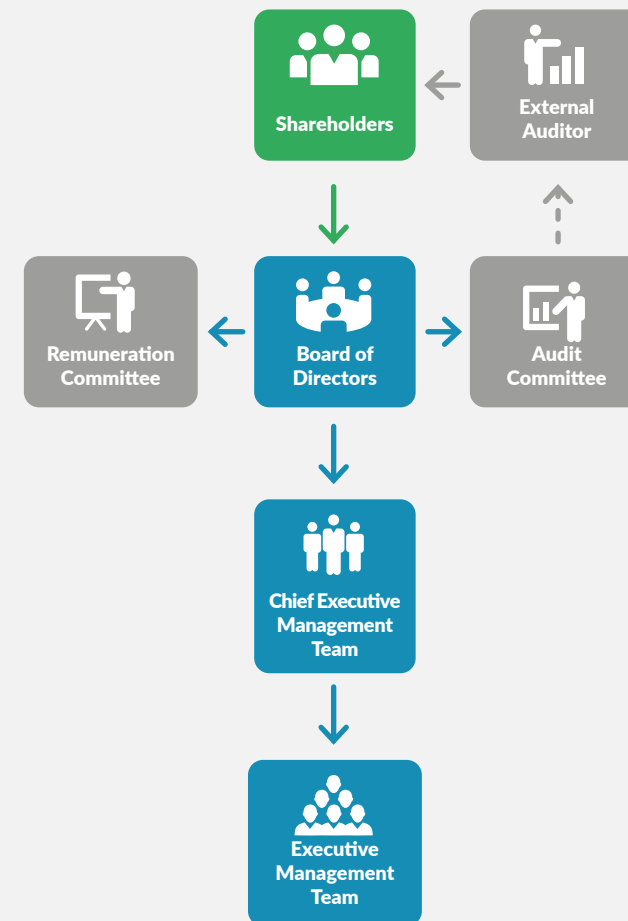 Shareholders
External
Auditor
Remuneration
Committee
Board of
Directors
Audit
Committee
Chief Executive
Management
Team
Executive
Management
Team